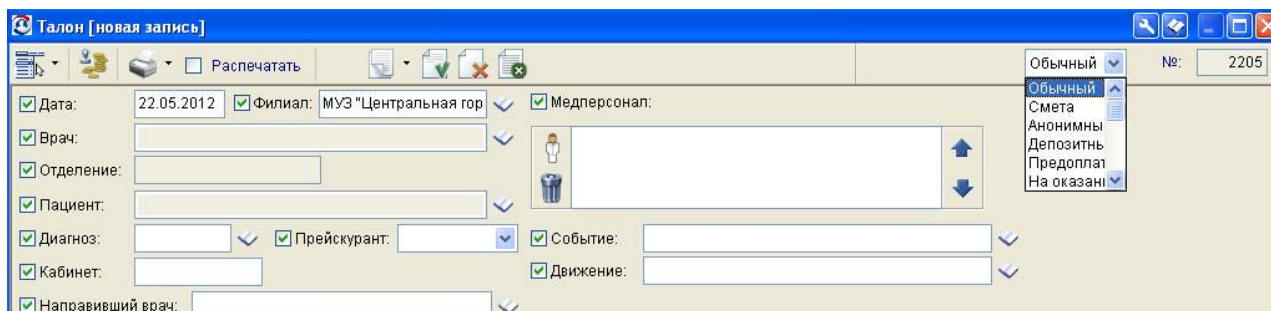 Талон [новая запись]
Распечатать
Обычный
№: 2205
Обычный
Смета
Анонимны
Депозитнь
Предоплат
На оказани
Дата: 22.05.2012 Филиал: МУЗ "Центральная гор
Медперсонал:
Врач:
Отделение:
Пациент:
Диагноз: Прейскурант:
Событие:
Кабинет:
Движение:
Направивший врач: